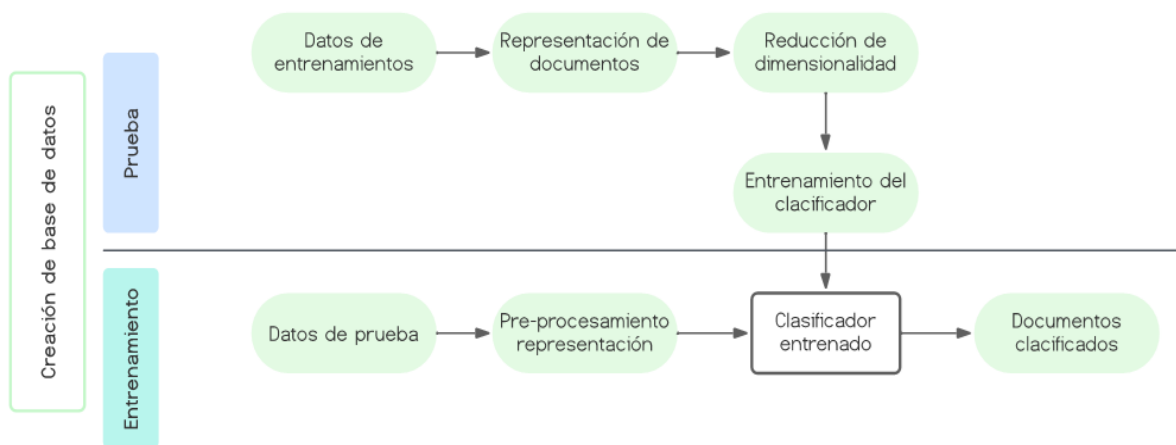 Creación de base de datos
Prueba
Datos de
entrenamientos
Representación de
documentos
Reducción de
dimensionalidad
Entrenamiento del
clacificador
Entrenamiento
Datos de prueba
Pre-procesamiento
representación
Clasificador
entrenado
Documentos
clacificados